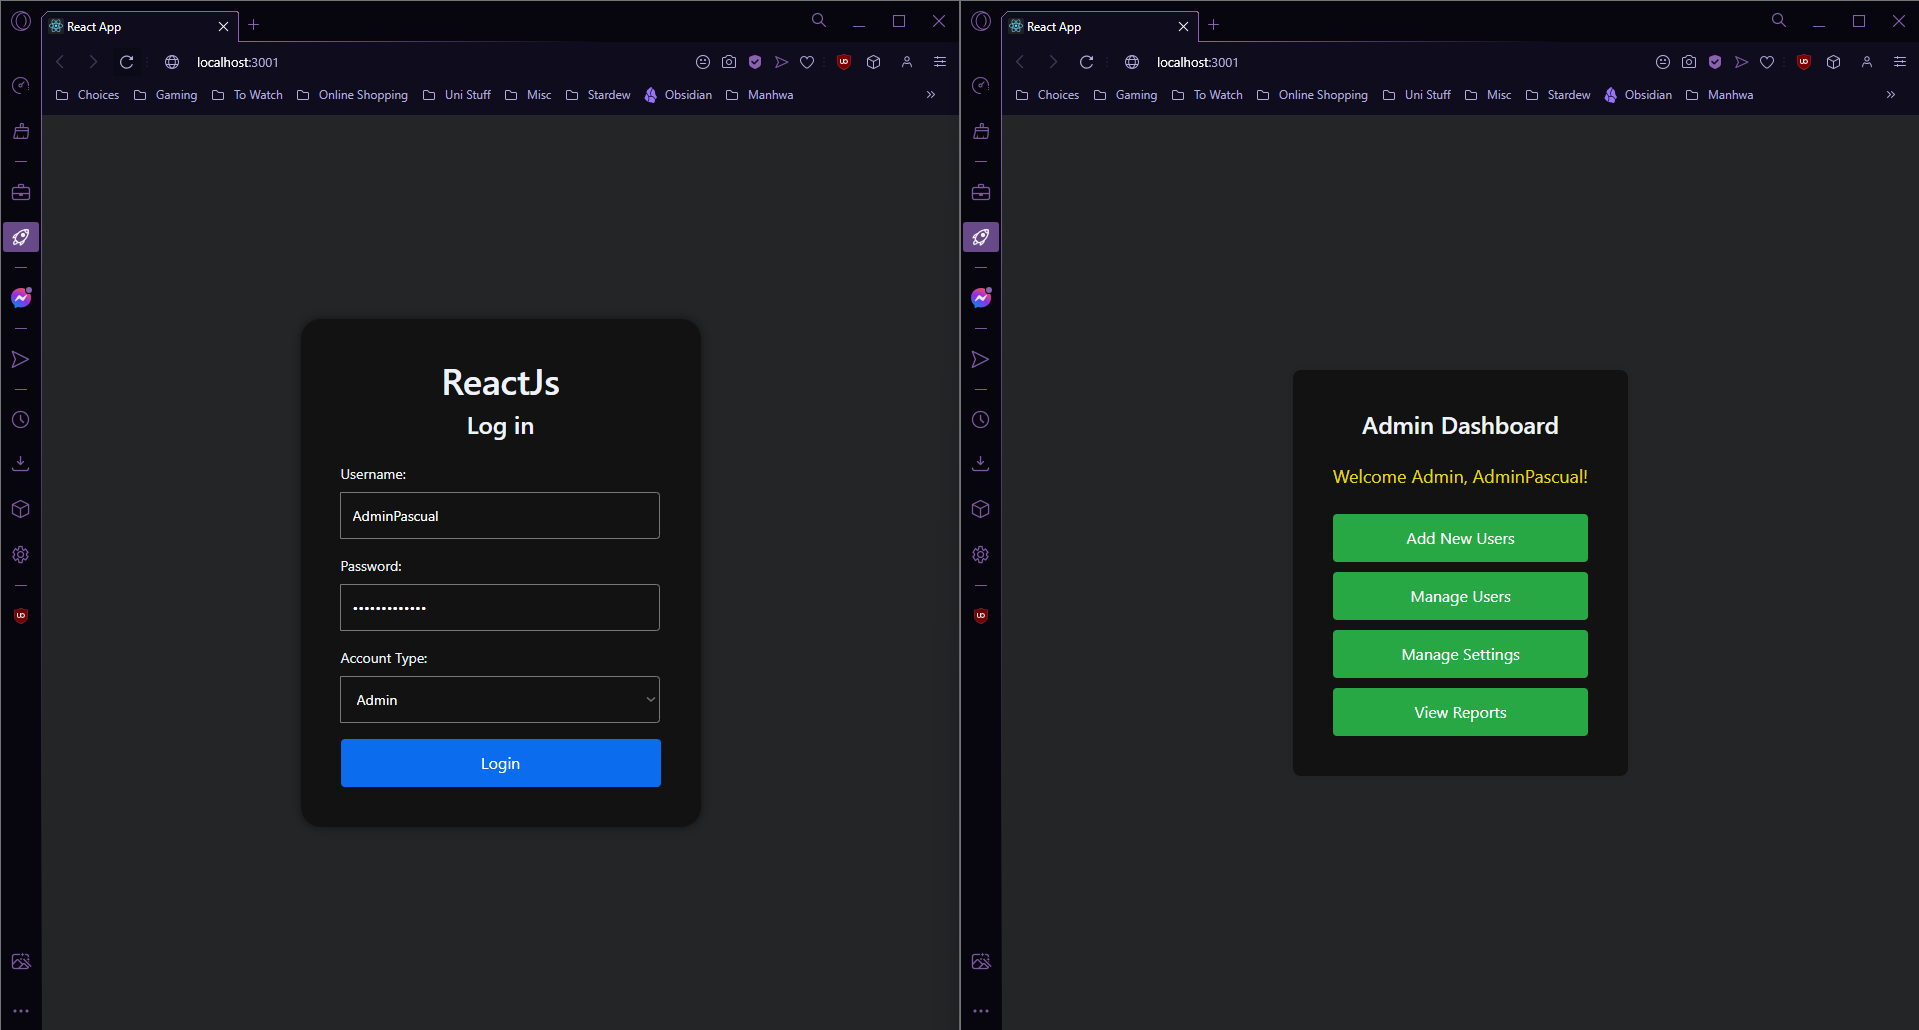 React App
localhost:3001
Choices Gaming To Watch Online Shopping Uni Stuff Misc Stardew Obsidian Manhwa
ReactJs
Log in
Username:
AdminPascual
Password:
•••••••••••••
Account Type:
Admin
Login
React App
localhost:3001
Choices Gaming To Watch Online Shopping Uni Stuff Misc Stardew Obsidian Manhwa
Admin Dashboard
Welcome Admin, AdminPascual!
Add New Users
Manage Users
Manage Settings
View Reports